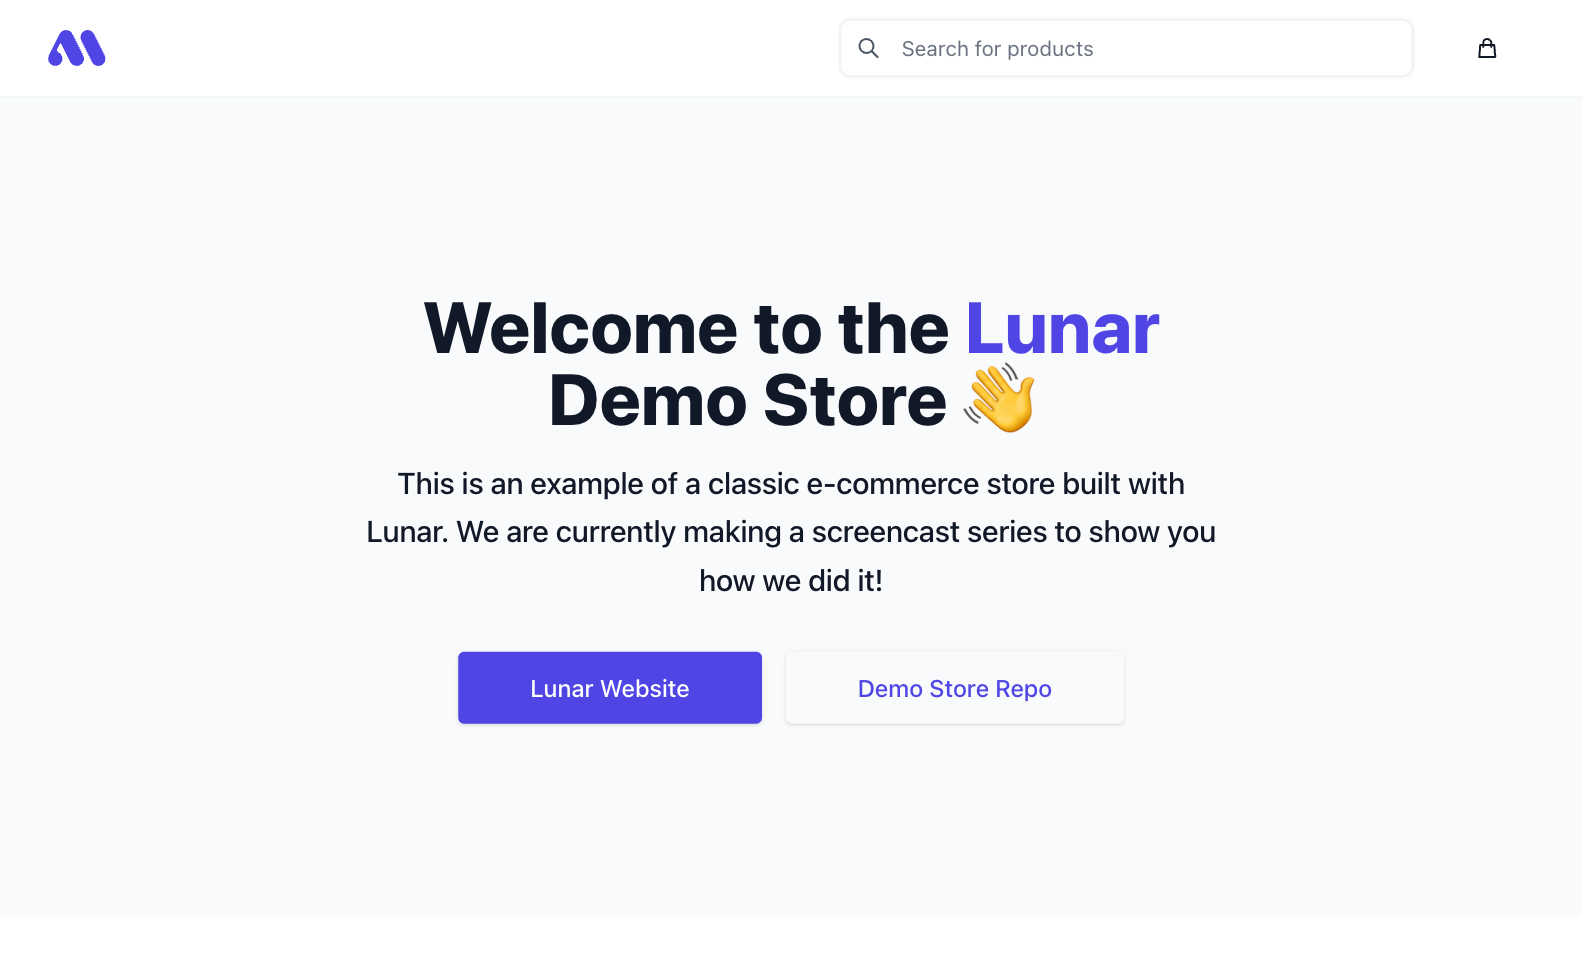 Search for products
Welcome to the Lunar
Demo Store 👋
This is an example of a classic e-commerce store built with
Lunar. We are currently making a screencast series to show you
how we did it!
Lunar Website
Demo Store Repo